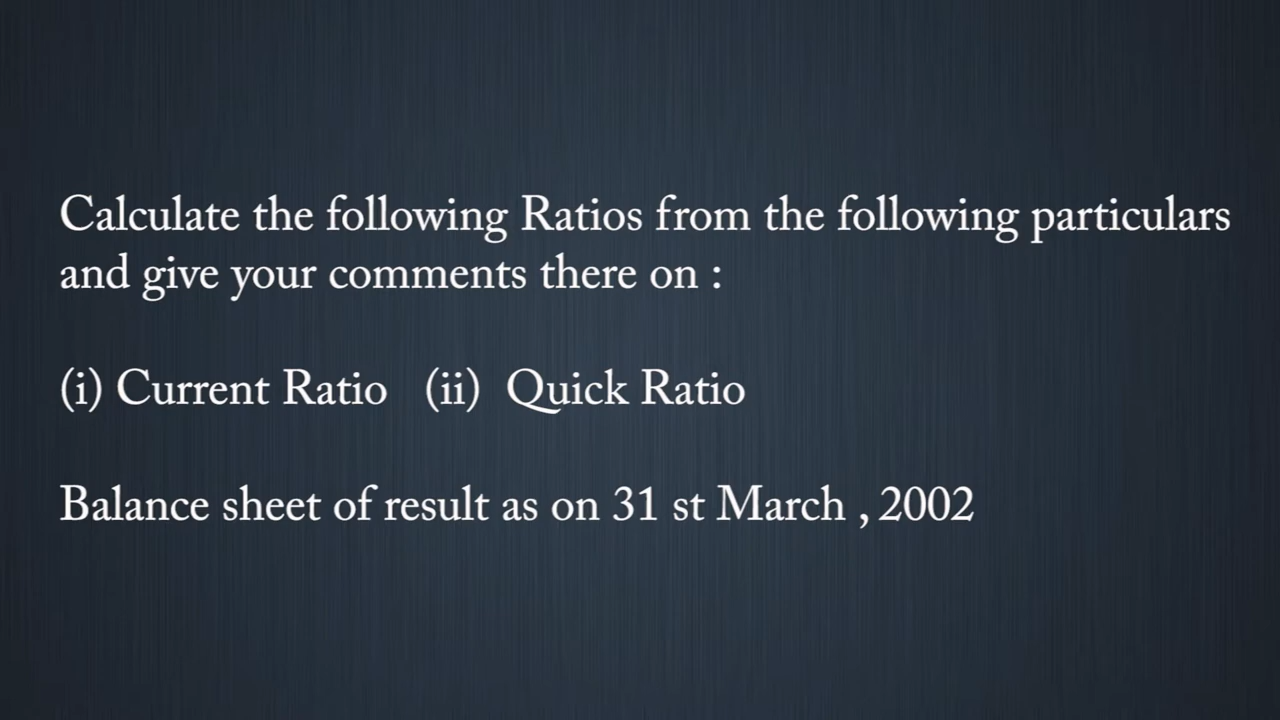 Calculate the following Ratios from the following particulars
and give your comments there on :
(i) Current Ratio (ii) Quick Ratio
Balance sheet of result as on 31 st March , 2002